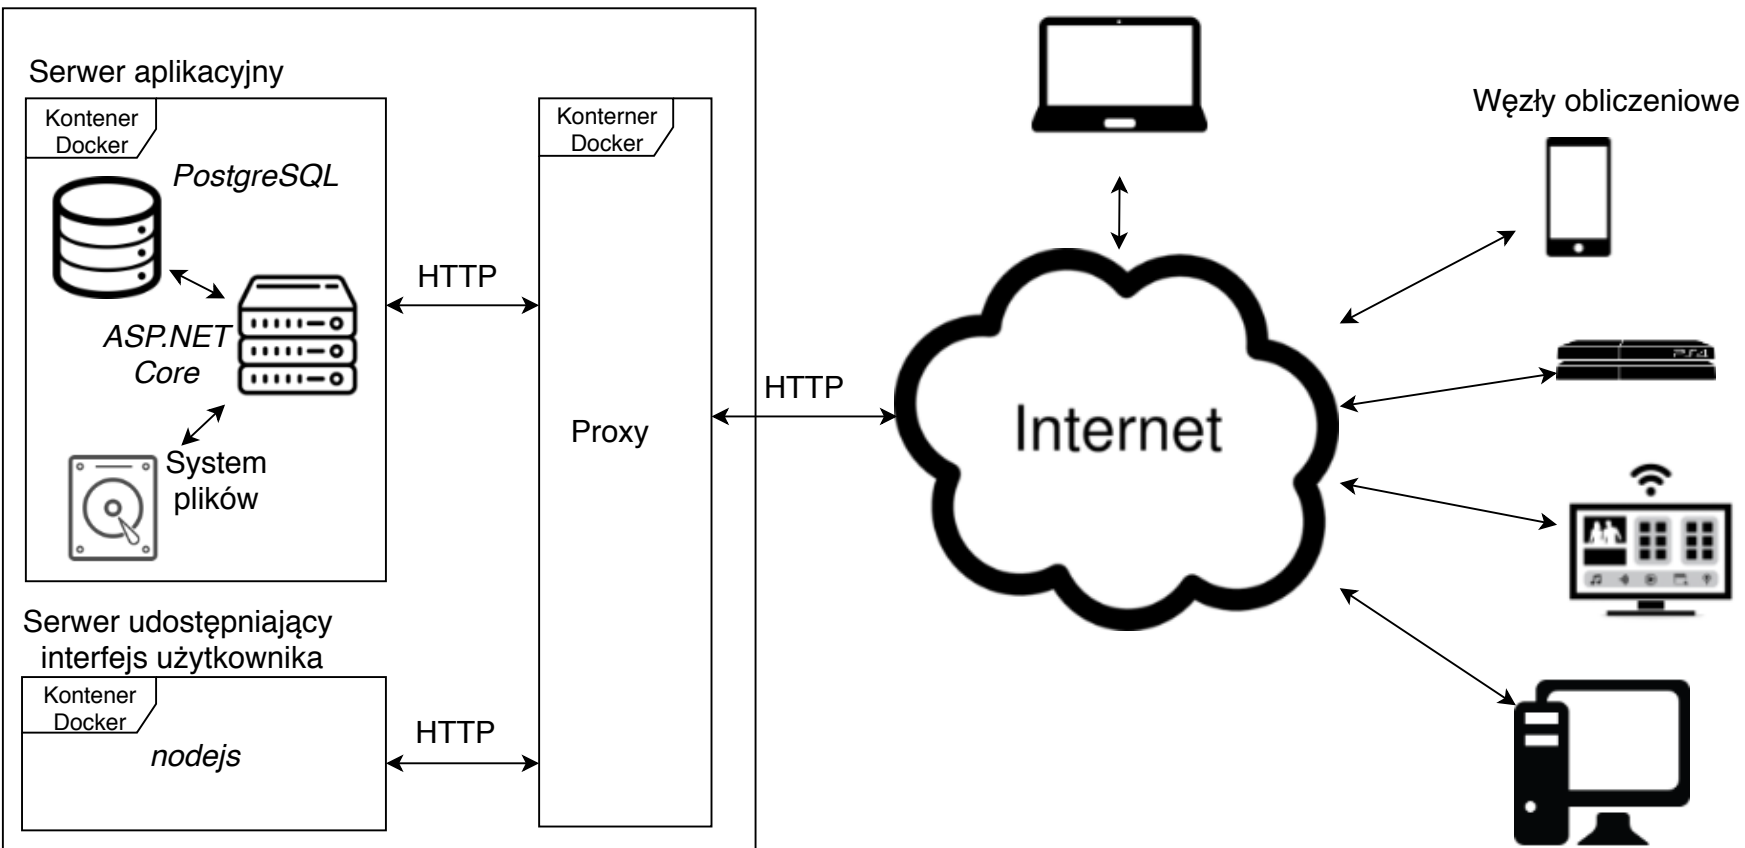 Serwer aplikacyjny
Kontener
Docker
PostgreSQL
ASP.NET
Core
System
plików
HTTP
Serwer udostępniający
interfejs użytkownika
Kontener
Docker
nodejs
HTTP
Konterner
Docker
Proxy
HTTP
Internet
Węzły obliczeniowe
PS4